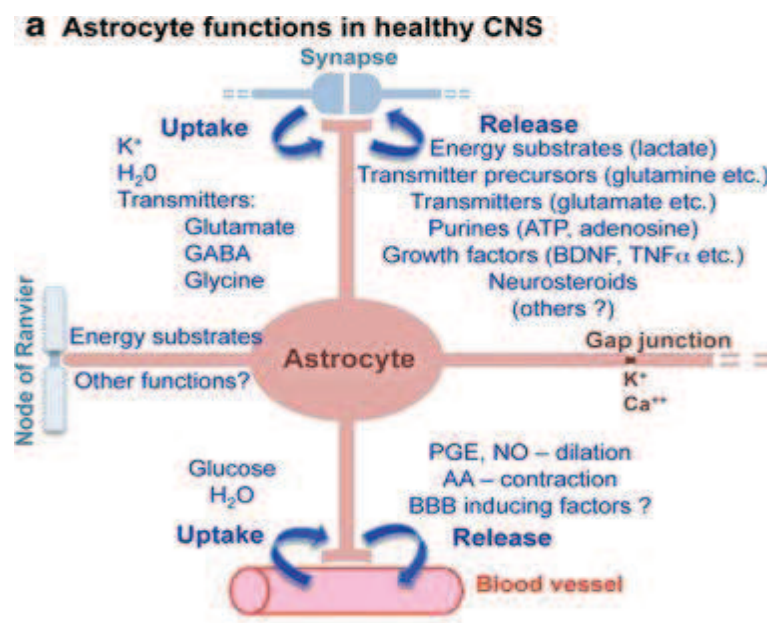 a Astrocyte functions in healthy CNS
Synapse
Uptake
K⁺
H₂0
Transmitters:
Glutamate
GABA
Glycine
Release
Energy substrates (lactate)
Transmitter precursors (glutamine etc.)
Transmitters (glutamate etc.)
Purines (ATP, adenosine)
Growth factors (BDNF, TNFα etc.)
Neurosteroids
(others ?)
Node of Ranvier
Energy substrates
Other functions?
Astrocyte
Gap junction
K⁺
Ca⁺⁺
Glucose
H₂O
Uptake
PGE, NO – dilation
AA – contraction
BBB inducing factors ?
Release
Blood vessel